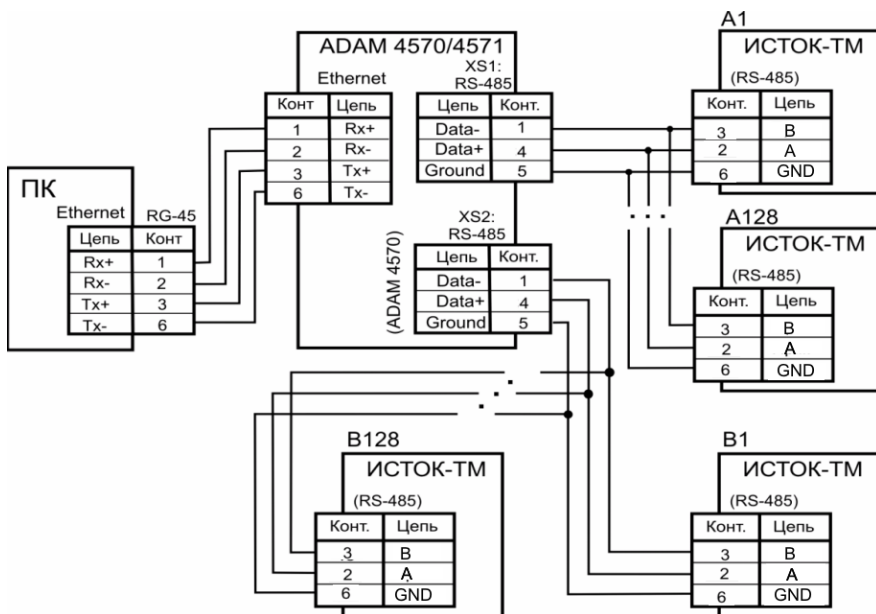 A1
ADAM 4570/4571
ИСТОК-ТМ
XS1:
Ethernet
RS-485
(RS-485)
Конт Цепь
Цепь Конт.
Конт. Цепь
1 Rx+
Data- 1
3 B
2 Rx-
Data+ 4
2 A
3 Tx+
Ground 5
6 GND
6 Tx-
ПК
Ethernet RG-45
Цепь Конт
Rx+ 1
Rx- 2
Tx+ 3
Tx- 6
XS2:
RS-485
(ADAM 4570)
Цепь Конт.
Data- 1
Data+ 4
Ground 5
A128
ИСТОК-ТМ
(RS-485)
Конт. Цепь
3 B
2 A
6 GND
B128
ИСТОК-ТМ
(RS-485)
Конт. Цепь
3 B
2 A
6 GND
B1
ИСТОК-ТМ
(RS-485)
Конт. Цепь
3 B
2 A
6 GND